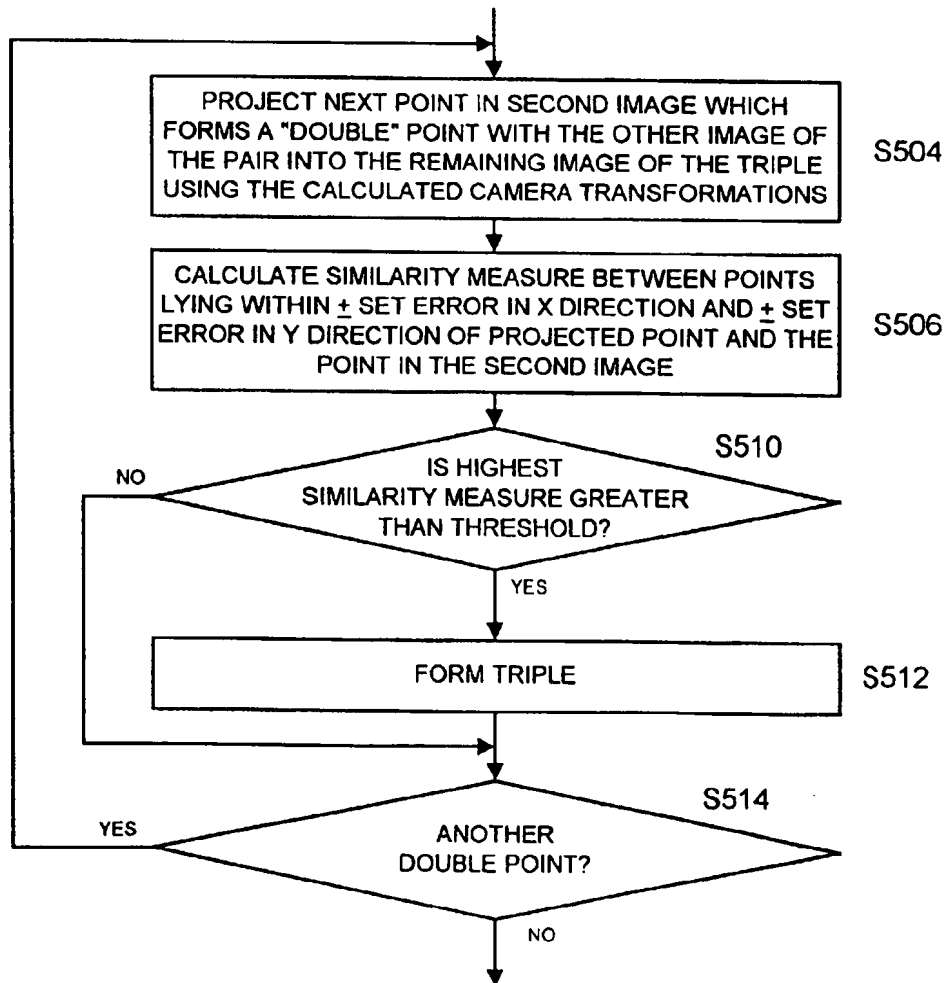 PROJECT NEXT POINT IN SECOND IMAGE WHICH
FORMS A "DOUBLE" POINT WITH THE OTHER IMAGE OF
THE PAIR INTO THE REMAINING IMAGE OF THE TRIPLE
USING THE CALCULATED CAMERA TRANSFORMATIONS
S504
CALCULATE SIMILARITY MEASURE BETWEEN POINTS
LYING WITHIN ± SET ERROR IN X DIRECTION AND ± SET
ERROR IN Y DIRECTION OF PROJECTED POINT AND THE
POINT IN THE SECOND IMAGE
S506
S510
IS HIGHEST
SIMILARITY MEASURE GREATER
THAN THRESHOLD?
NO
YES
FORM TRIPLE
S512
S514
ANOTHER
DOUBLE POINT?
YES
NO